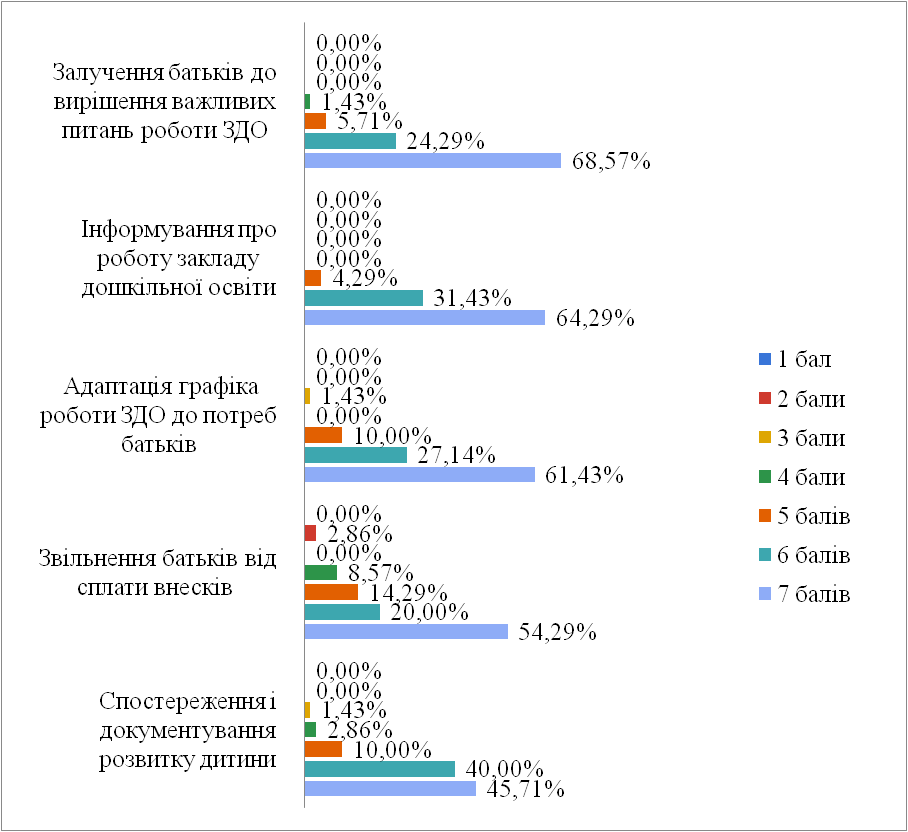 Залучення батьків до
вирішення важливих
питань роботи ЗДО
0,00%
0,00%
0,00%
1,43%
5,71%
24,29%
68,57%
Інформування про
роботу закладу
дошкільної освіти
0,00%
0,00%
0,00%
0,00%
4,29%
31,43%
64,29%
Адаптація графіка
роботи ЗДО до потреб
батьків
0,00%
0,00%
1,43%
0,00%
10,00%
27,14%
61,43%
Звільнення батьків від
сплати внесків
0,00%
2,86%
0,00%
8,57%
14,29%
20,00%
54,29%
Спостереження і
документування
розвитку дитини
0,00%
0,00%
1,43%
2,86%
10,00%
40,00%
45,71%
1 бал
2 бали
3 бали
4 бали
5 балів
6 балів
7 балів